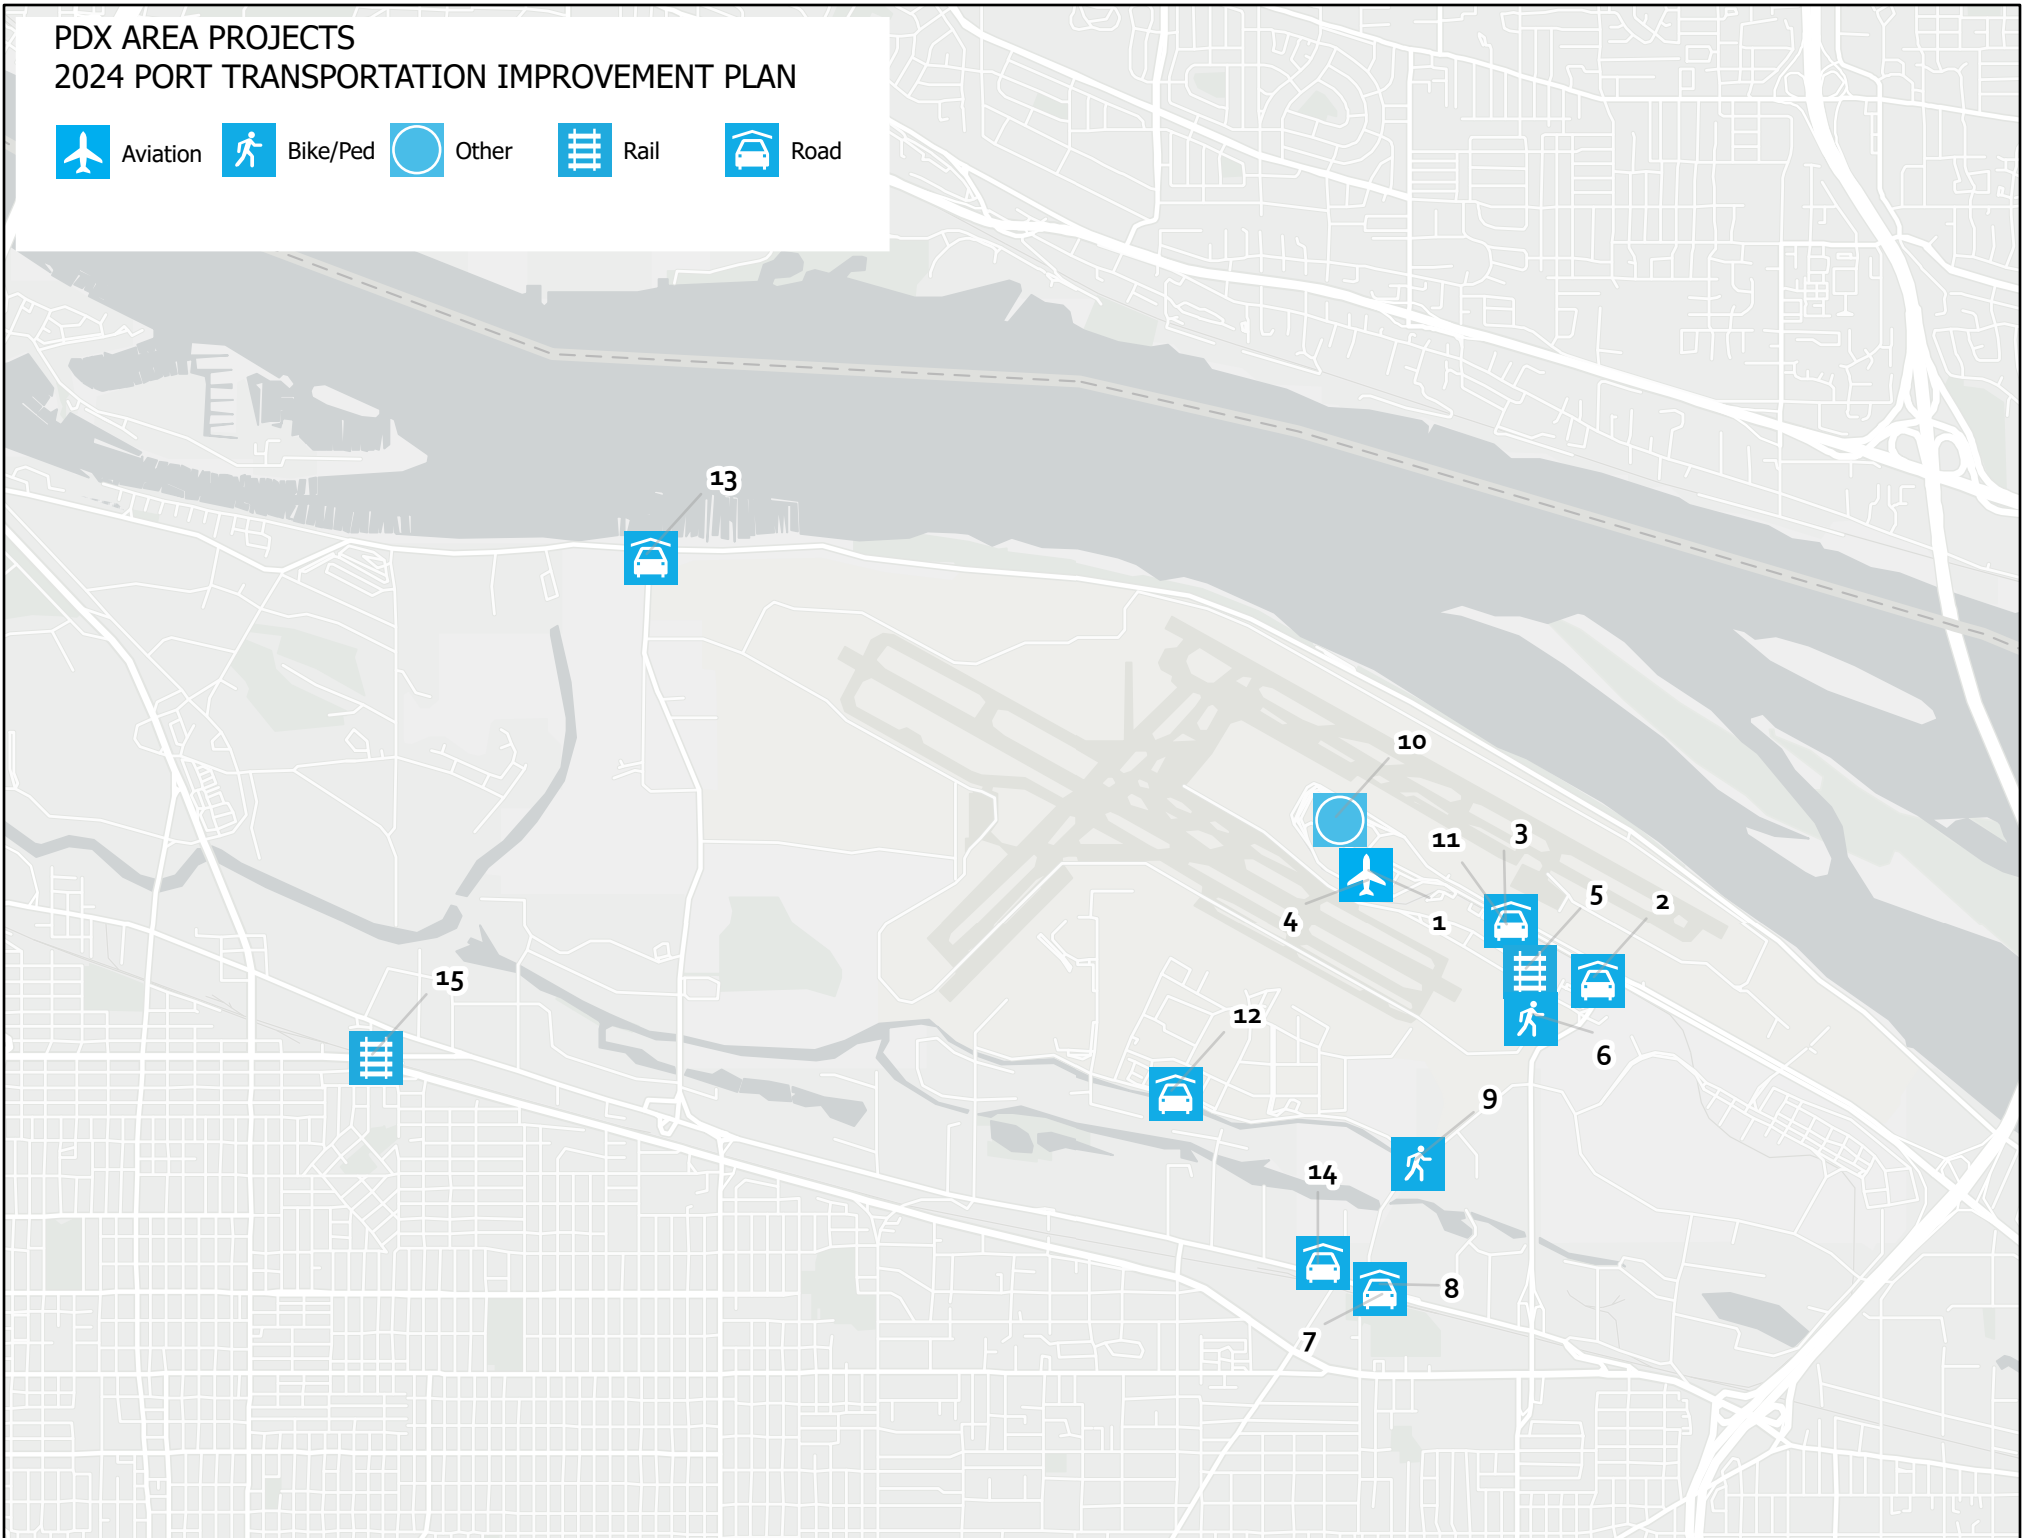 PDX AREA PROJECTS
2024 PORT TRANSPORTATION IMPROVEMENT PLAN
Aviation
Bike/Ped
Other
Rail
Road
13
10
11
3
5
2
4
1
15
12
6
9
14
8
7